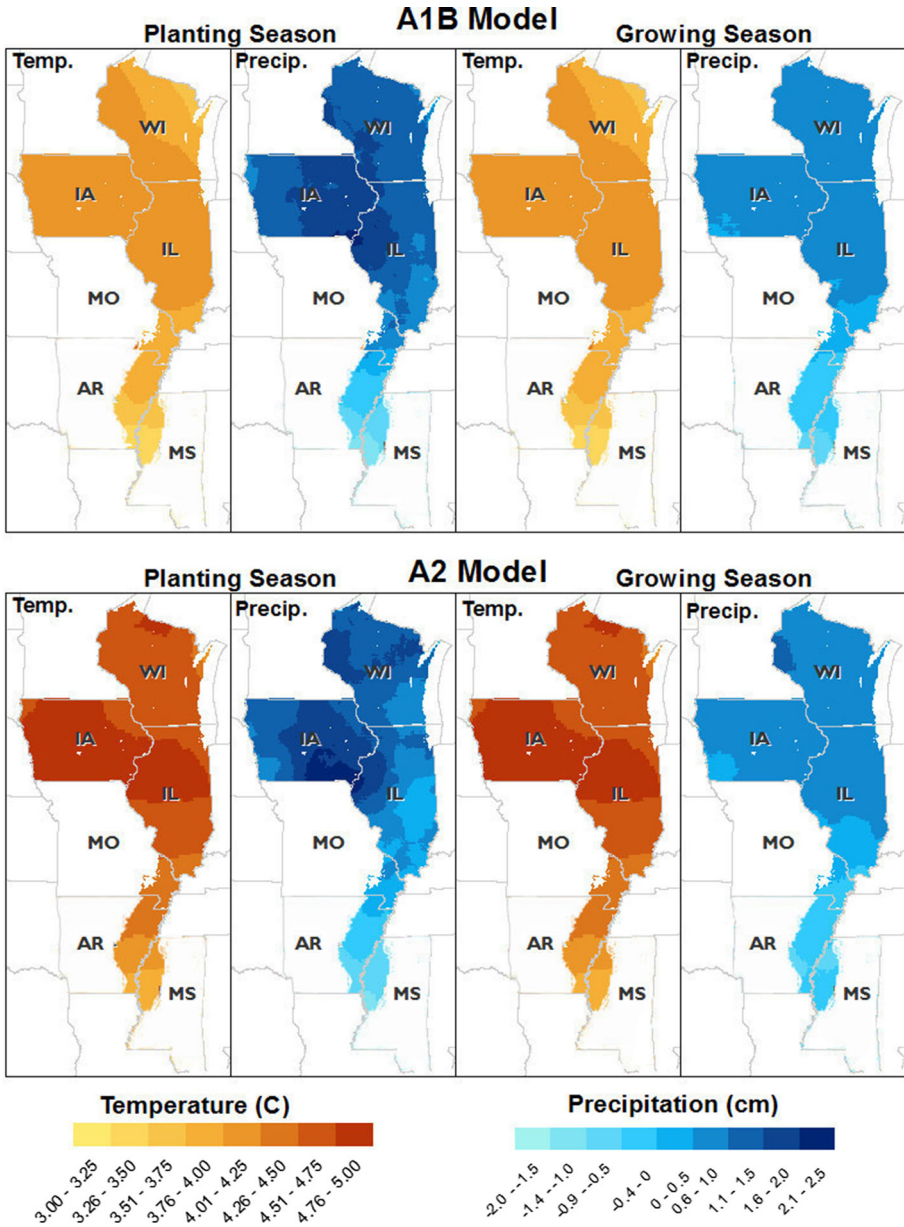 A1B Model
Planting Season Growing Season
Temp. Precip. Temp. Precip.
WI WI WI WI
IA IA IA IA
IL IL IL IL
MO MO MO MO
AR AR AR AR
MS MS MS MS
A2 Model
Planting Season Growing Season
Temp. Precip. Temp. Precip.
WI WI WI WI
IA IA IA IA
IL IL IL IL
MO MO MO MO
AR AR AR AR
MS MS MS MS
Temperature (C) Precipitation (cm)
3.00 - 3.25
3.26 - 3.50
3.51 - 3.75
3.76 - 4.00
4.01 - 4.25
4.26 - 4.50
4.51 - 4.75
4.76 - 5.00
-2.0 - -1.5
-1.4 - -1.0
-0.9 - -0.5
-0.4 - 0
0 - 0.5
0.6 - 1.0
1.1 - 1.5
1.6 - 2.0
2.1 - 2.5